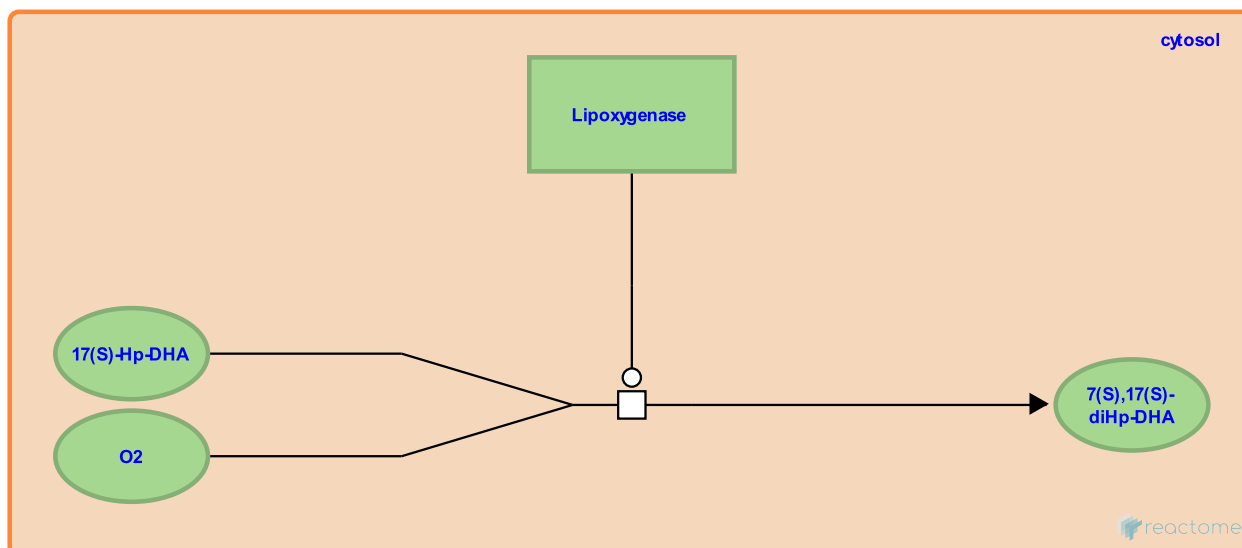 cytosol
Lipoxygenase
17(S)-Hp-DHA
7(S),17(S)-
diHp-DHA
O2
reactome